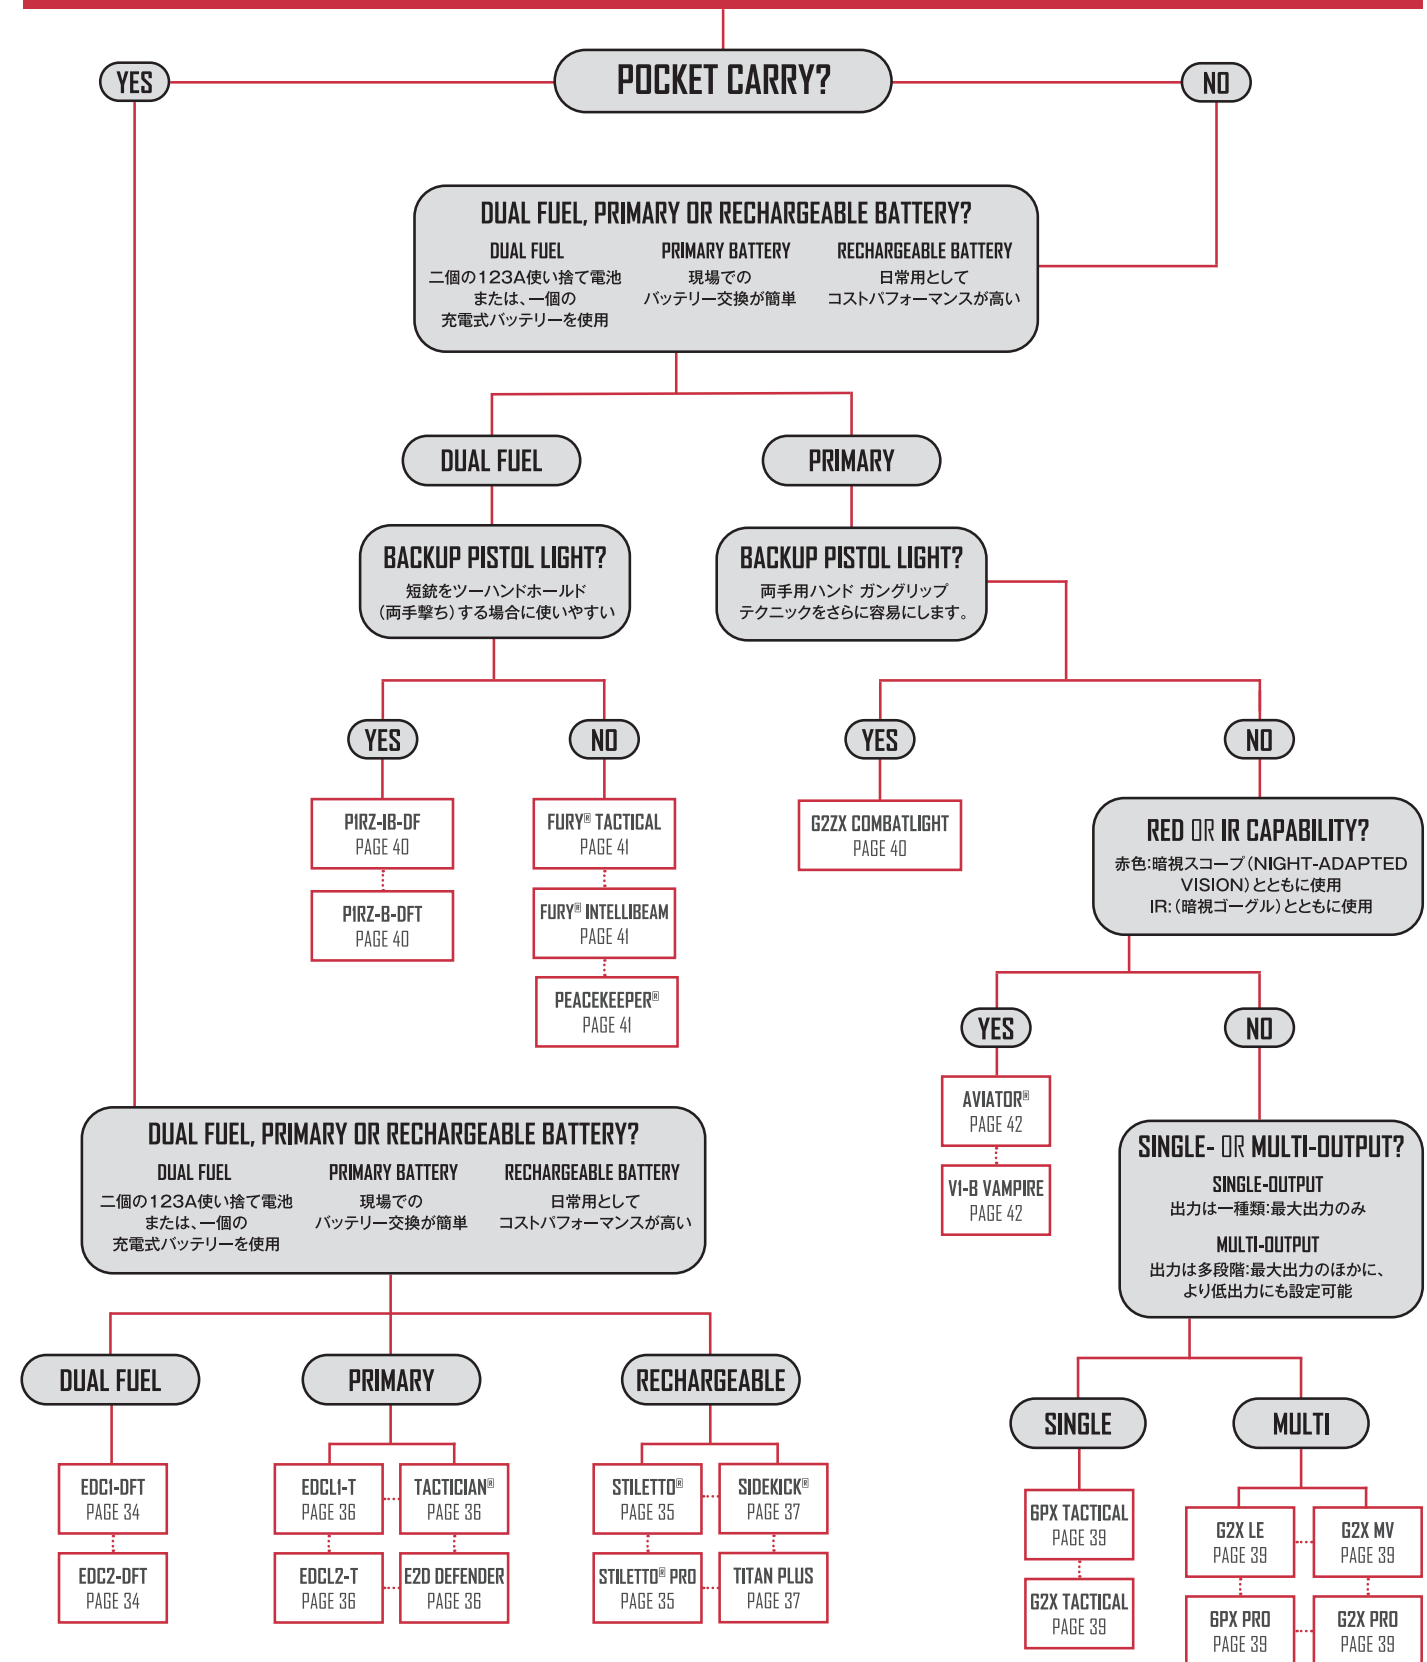 POCKET CARRY?
YES
NO
DUAL FUEL, PRIMARY OR RECHARGEABLE BATTERY?
DUAL FUEL
二個の123A使い捨て電池
または、一個の
充電式バッテリーを使用
PRIMARY BATTERY
現場での
バッテリー交換が簡単
RECHARGEABLE BATTERY
日常用として
コストパフォーマンスが高い
DUAL FUEL
PRIMARY
BACKUP PISTOL LIGHT?
短銃をツーハンドホールド
(両手撃ち)する場合に使いやすい
BACKUP PISTOL LIGHT?
両手用ハンド ガングリップ
テクニックをさらに容易にします。
YES
NO
YES
NO
P1RZ-IB-DF
PAGE 40
P1RZ-B-DFT
PAGE 40
FURY® TACTICAL
PAGE 41
FURY® INTELLIBEAM
PAGE 41
PEACEKEEPER®
PAGE 41
G2ZX COMBATLIGHT
PAGE 40
RED OR IR CAPABILITY?
赤色:暗視スコープ(NIGHT-ADAPTED
VISION)とともに使用
IR:(暗視ゴーグル)とともに使用
YES
NO
AVIATOR®
PAGE 42
V1-B VAMPIRE
PAGE 42
SINGLE- OR MULTI-OUTPUT?
SINGLE-OUTPUT
出力は一種類:最大出力のみ
MULTI-OUTPUT
出力は多段階:最大出力のほかに、
より低出力にも設定可能
SINGLE
MULTI
6PX TACTICAL
PAGE 39
G2X TACTICAL
PAGE 39
G2X LE
PAGE 39
G2X MV
PAGE 39
6PX PRO
PAGE 39
G2X PRO
PAGE 39
DUAL FUEL, PRIMARY OR RECHARGEABLE BATTERY?
DUAL FUEL
二個の123A使い捨て電池
または、一個の
充電式バッテリーを使用
PRIMARY BATTERY
現場での
バッテリー交換が簡単
RECHARGEABLE BATTERY
日常用として
コストパフォーマンスが高い
DUAL FUEL
PRIMARY
RECHARGEABLE
EDC1-DFT
PAGE 34
EDC2-DFT
PAGE 34
EDCL1-T
PAGE 36
TACTICIAN®
PAGE 36
EDCL2-T
PAGE 36
E2D DEFENDER
PAGE 36
STILETTO®
PAGE 35
SIDEKICK®
PAGE 37
STILETTO® PRO
PAGE 35
TITAN PLUS
PAGE 37